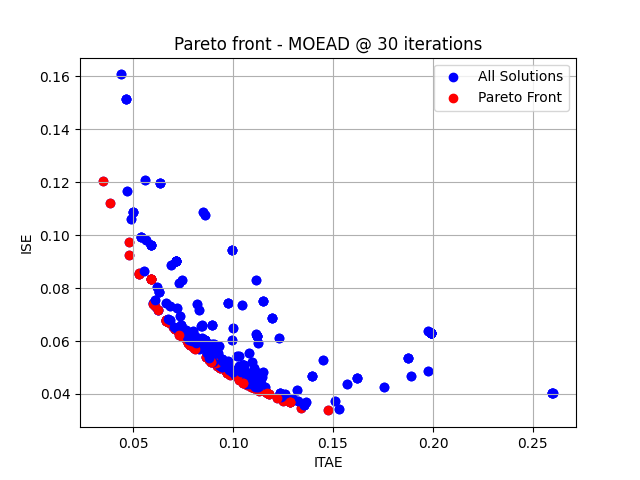 Pareto front - MOEAD @ 30 iterations
All Solutions
Pareto Front
0.16
0.14
0.12
0.10
0.08
0.06
0.04
ISE
0.05 0.10 0.15 0.20 0.25
ITAE